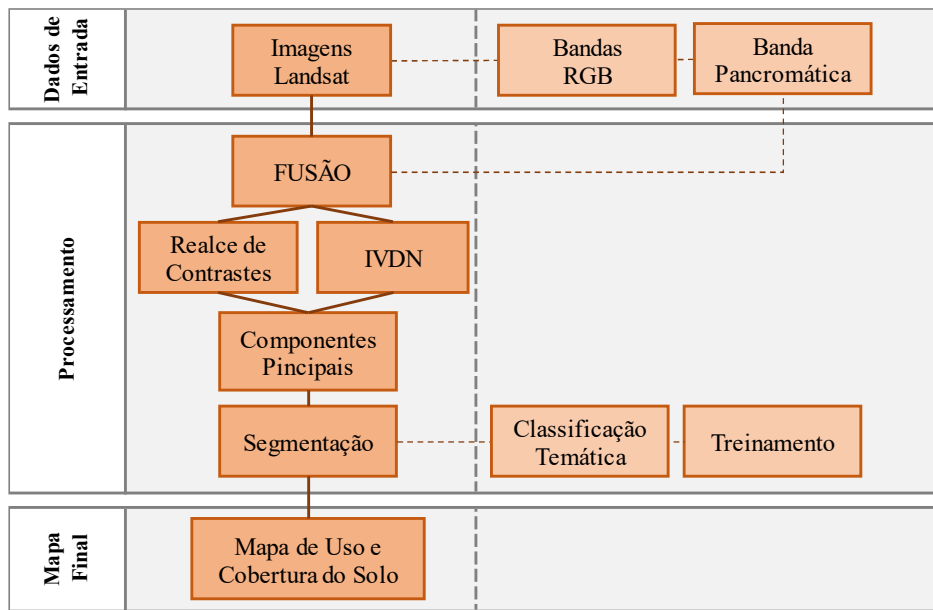 Dados de
Entrada
Imagens
Landsat
Bandas
RGB
Banda
Pancromática
Processamento
FUSÃO
Realce de
Contrastes
IVDN
Componentes
Pincipais
Segmentação
Classificação
Temática
Treinamento
Mapa
Final
Mapa de Uso e
Cobertura do Solo